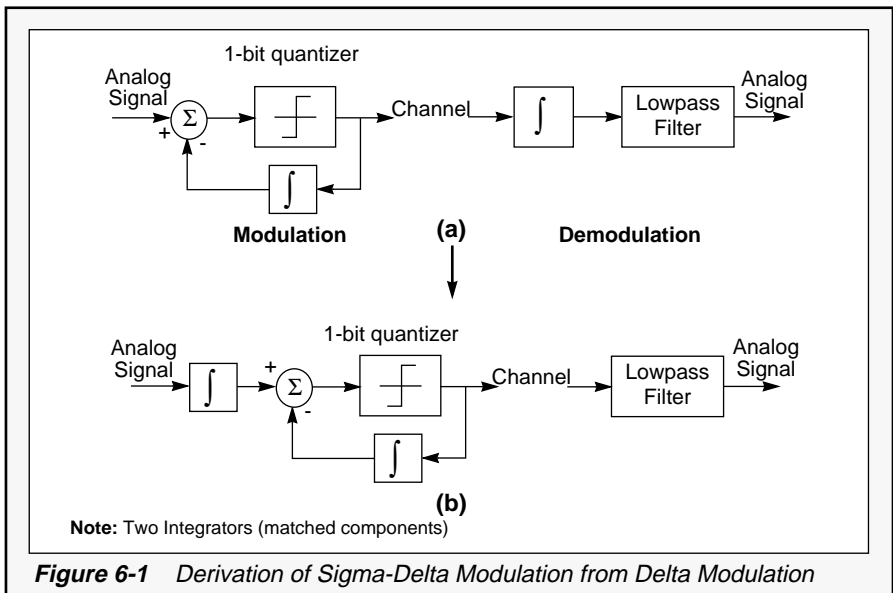 1-bit quantizer
Analog
Signal
+
Σ
-
∫
Channel
∫
Lowpass
Filter
Analog
Signal
Modulation
(a)
Demodulation
1-bit quantizer
Analog
Signal
∫
+
Σ
-
∫
Channel
Lowpass
Filter
Analog
Signal
(b)
Note: Two Integrators (matched components)
Figure 6-1 Derivation of Sigma-Delta Modulation from Delta Modulation